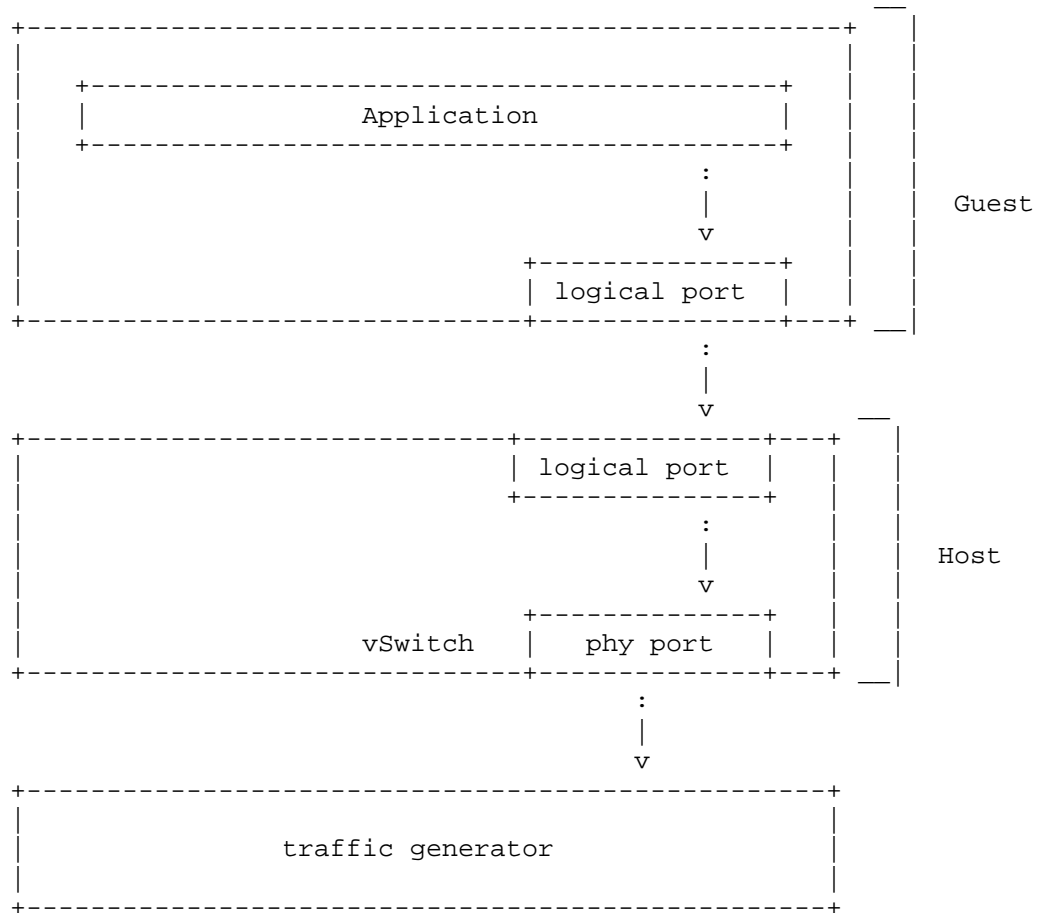 Application
Guest
logical port
logical port
Host
vSwitch
phy port
traffic generator